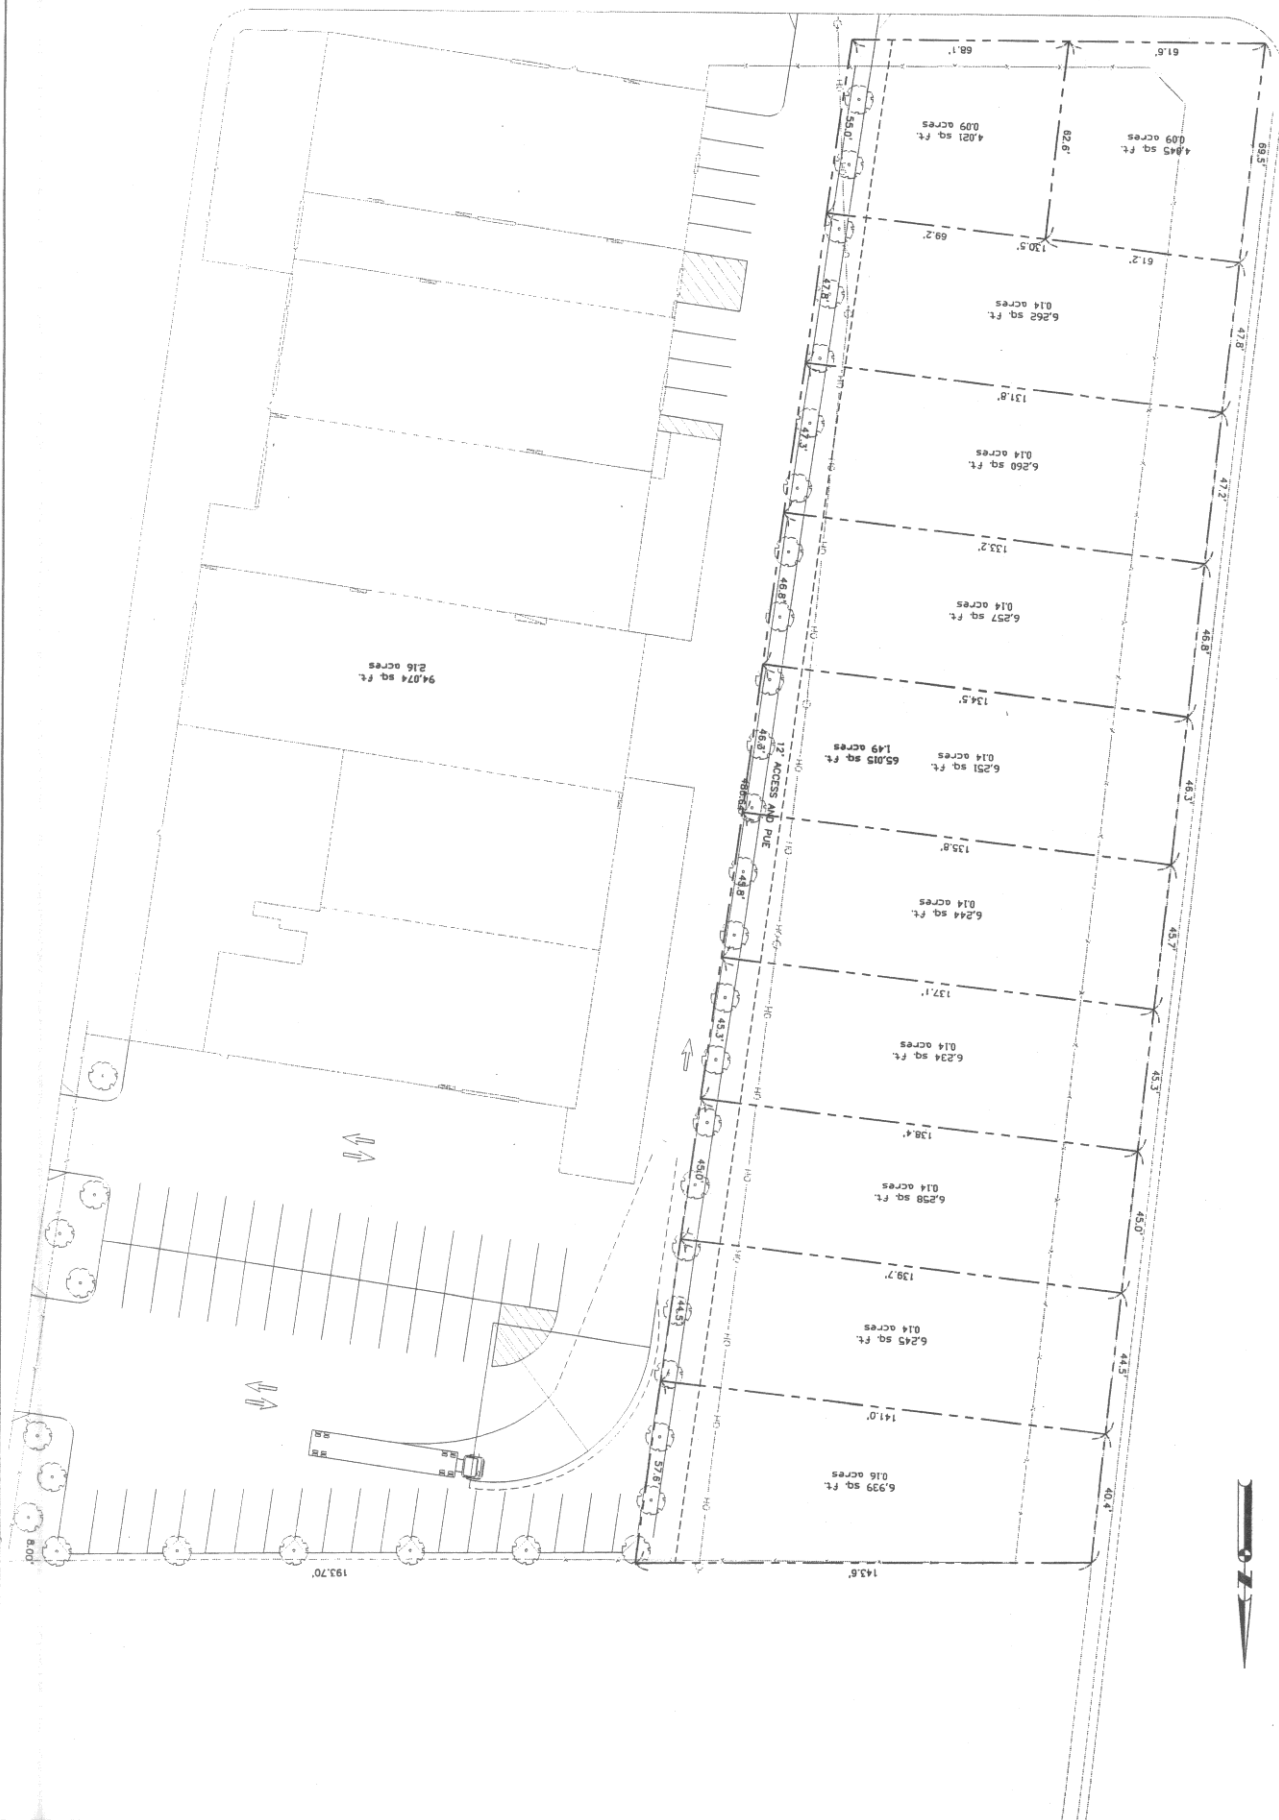 143.6'
193.70'
8.00
6,939 sq. Ft.
0.16 acres
40.4'
57.6'
141.0'
6,245 sq. Ft.
0.14 acres
44.5'
44.5'
139.7'
6,258 sq. Ft.
0.14 acres
45.0'
45.0'
138.4'
6,234 sq. Ft.
0.14 acres
45.3'
45.3'
137.1'
6,244 sq. Ft.
0.14 acres
45.7'
45.8'
135.8'
6,251 sq. Ft.
0.14 acres
65,015 sq. Ft.
1.49 acres
46.3'
46.3'
12' ACCESS AND PUE
134.5'
94,074 sq. Ft.
2.16 acres
6,257 sq. Ft.
0.14 acres
46.8'
46.8'
133.2'
6,260 sq. Ft.
0.14 acres
47.2'
47.3'
131.8'
6,262 sq. Ft.
0.14 acres
47.8'
47.8'
61.2'
130.5'
69.2'
4,845 sq. Ft.
0.09 acres
4,021 sq. Ft.
0.09 acres
69.5'
62.6'
55.0'
61.6'
68.1'
N